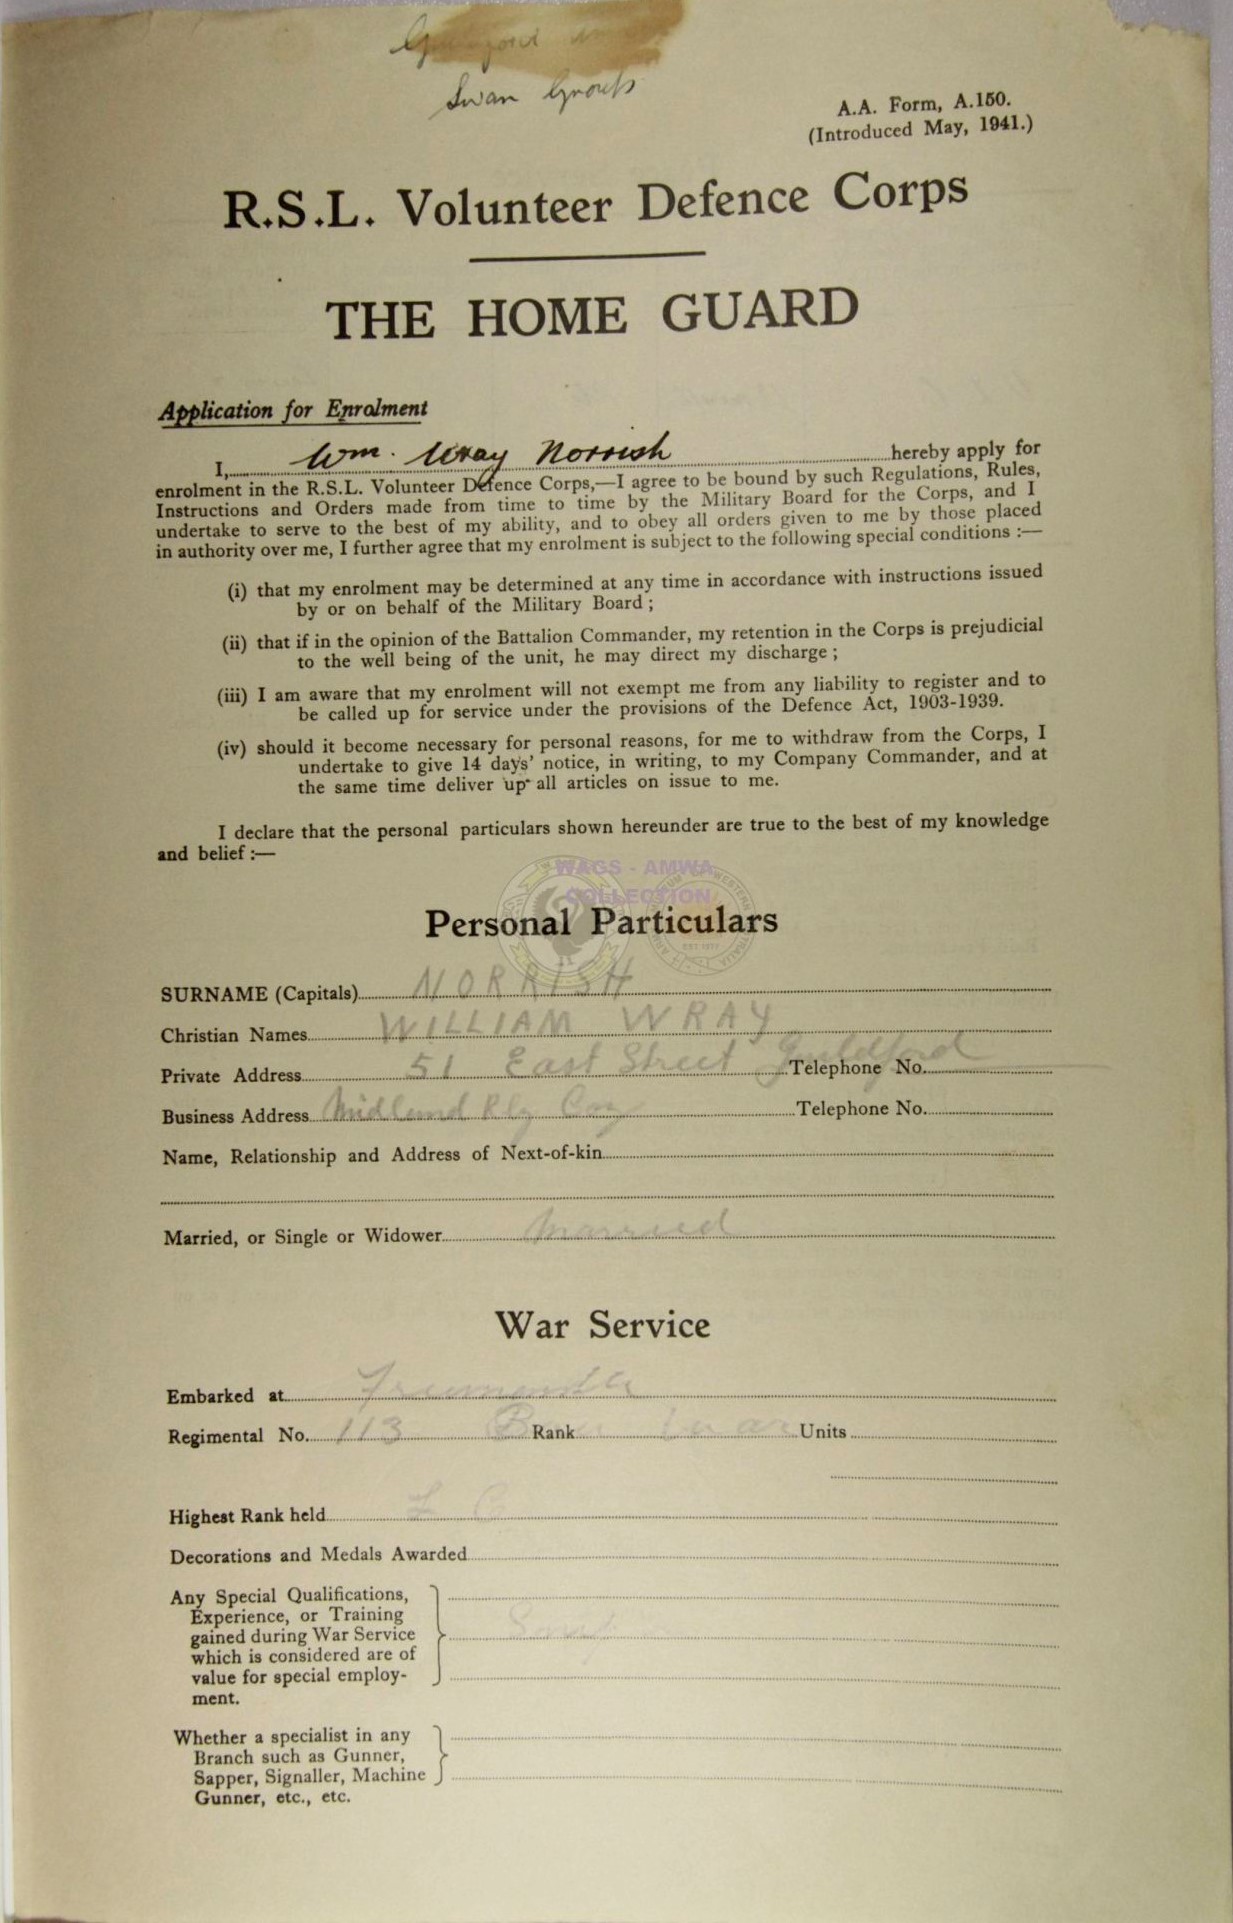 Swan Group
A.A. Form, A.150.
(Introduced May, 1941.)
R.S.L. Volunteer Defence Corps
THE HOME GUARD
Application for Enrolment
I, Wm. Wray Norrish hereby apply for
enrolment in the R.S.L. Volunteer Defence Corps,—I agree to be bound by such Regulations, Rules,
Instructions and Orders made from time to time by the Military Board for the Corps, and I
undertake to serve to the best of my ability, and to obey all orders given to me by those placed
in authority over me, I further agree that my enrolment is subject to the following special conditions :—
(i) that my enrolment may be determined at any time in accordance with instructions issued
by or on behalf of the Military Board ;
(ii) that if in the opinion of the Battalion Commander, my retention in the Corps is prejudicial
to the well being of the unit, he may direct my discharge ;
(iii) I am aware that my enrolment will not exempt me from any liability to register and to
be called up for service under the provisions of the Defence Act, 1903-1939.
(iv) should it become necessary for personal reasons, for me to withdraw from the Corps, I
undertake to give 14 days' notice, in writing, to my Company Commander, and at
the same time deliver up all articles on issue to me.
I declare that the personal particulars shown hereunder are true to the best of my knowledge
and belief :—
WAGS - AMWA
COLLECTION
Personal Particulars
SURNAME (Capitals) NORRISH
Christian Names WILLIAM WRAY
Private Address 51 East Street Guildford Telephone No.
Business Address Midland Rly Coy Telephone No.
Name, Relationship and Address of Next-of-kin
Married, or Single or Widower Married
War Service
Embarked at Fremantle
Regimental No. 113 Boer War Rank Units
Highest Rank held L C
Decorations and Medals Awarded
Any Special Qualifications,
Experience, or Training
gained during War Service
which is considered are of
value for special employ-
ment.
Whether a specialist in any
Branch such as Gunner,
Sapper, Signaller, Machine
Gunner, etc., etc.